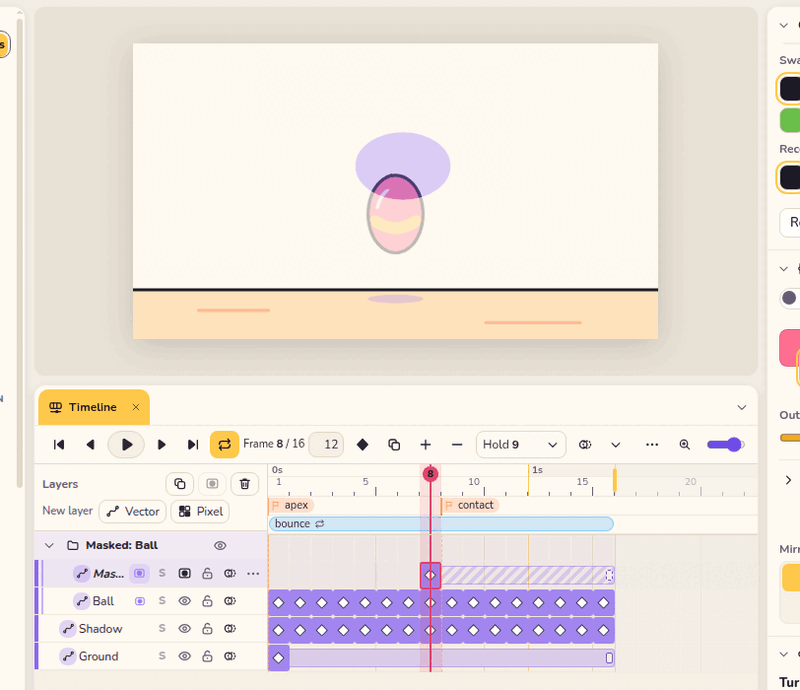 s
Swa
Rec
R
N
Timeline ×
Frame 8 / 16 12 Hold 9
Out
Layers
0s 1s
1 5 8 10 15 20
New layer Vector Pixel
apex contact
bounce
Masked: Ball
Mas... S
Ball S
Mirr
Shadow S
Ground S
Tur